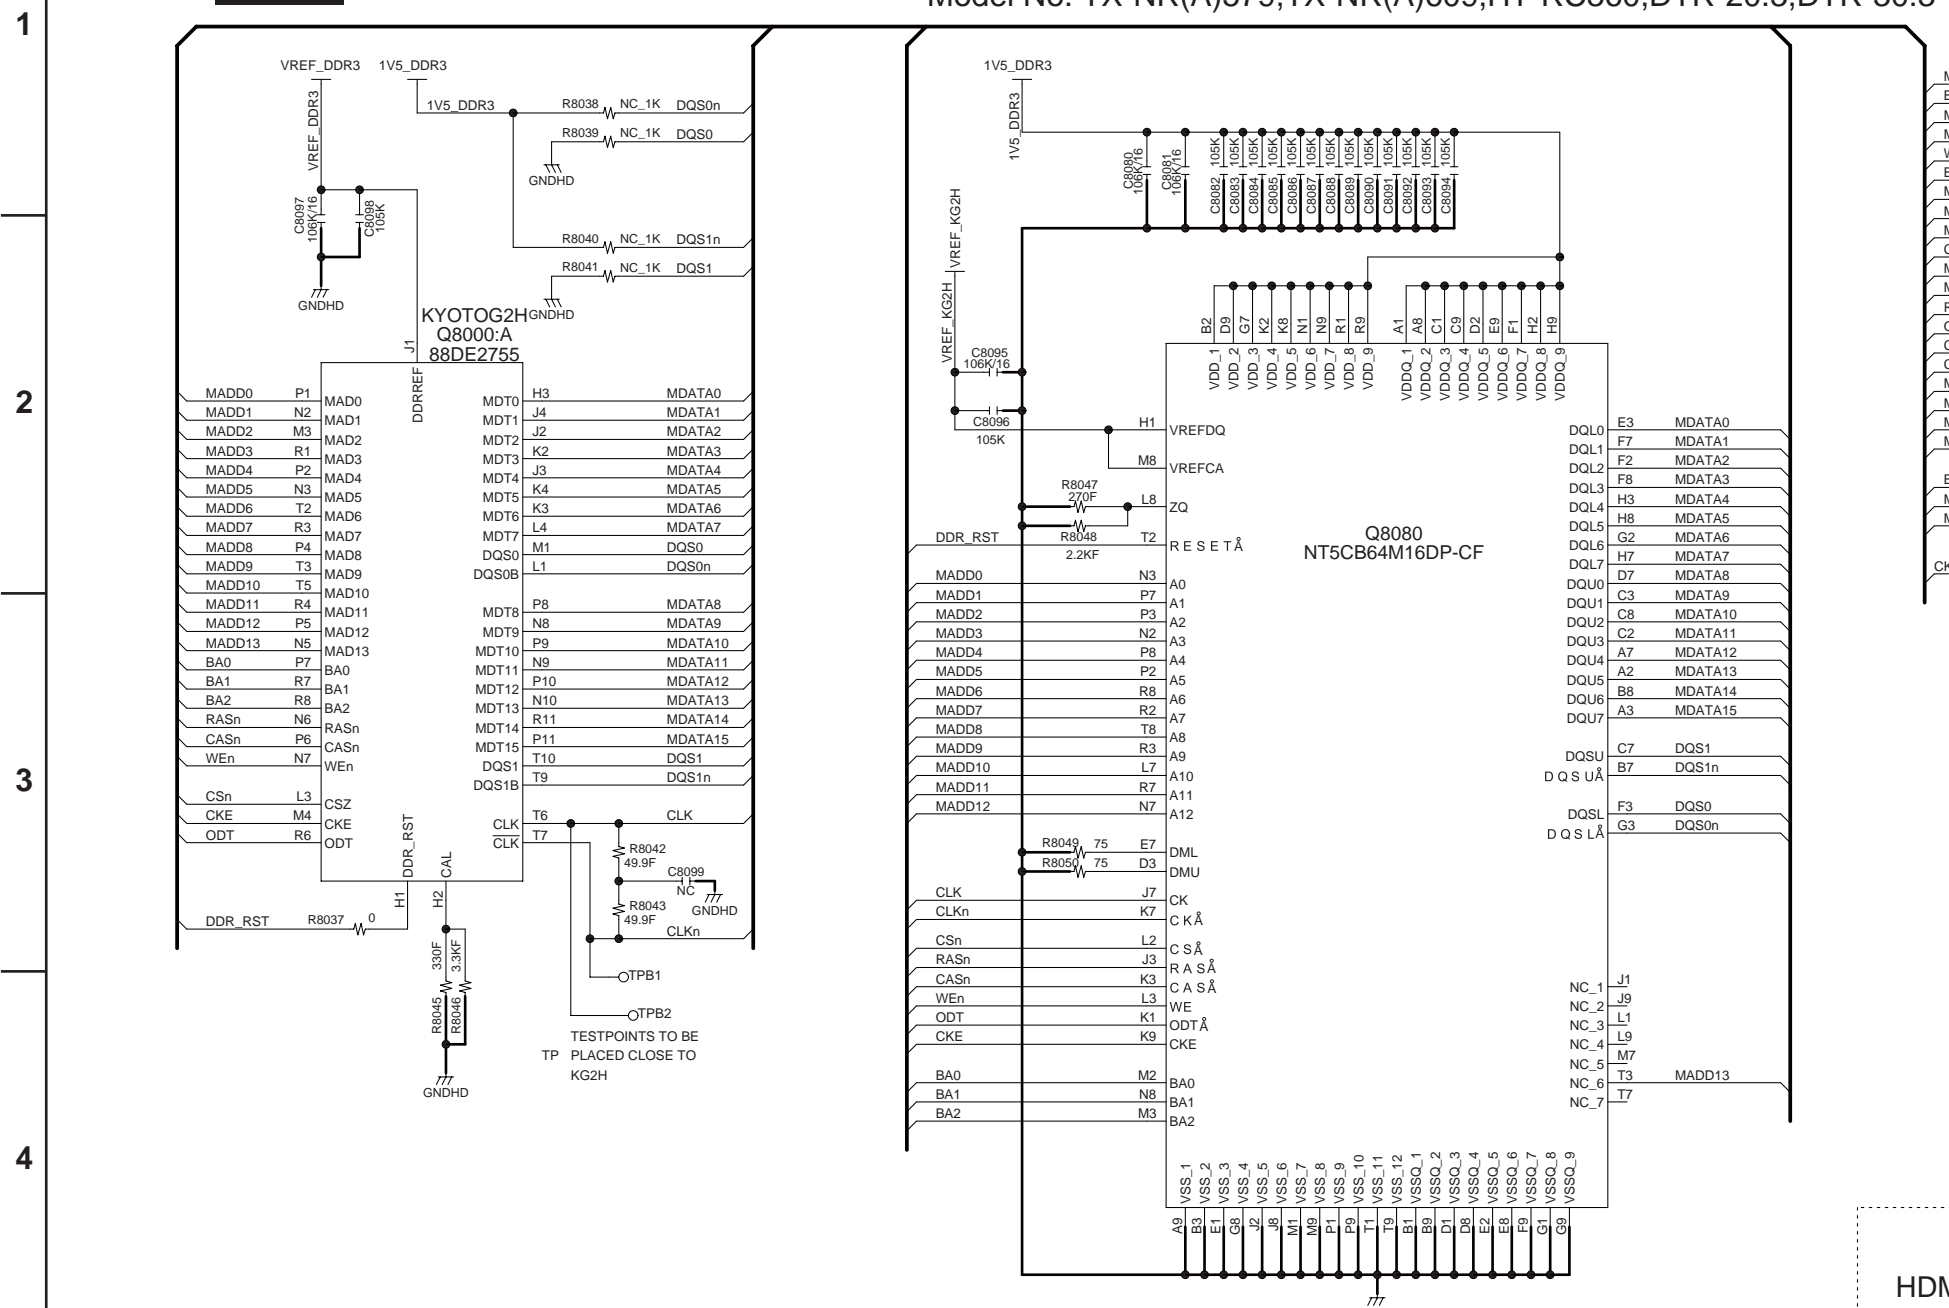 1
2
3
4
VREF_DDR3 1V5_DDR3
VREF_DDR3
1V5_DDR3 R8038 NC_1K DQS0n
R8039 NC_1K DQS0
GNDHD
C8097 106K/16
C8098 105K
R8040 NC_1K DQS1n
R8041 NC_1K DQS1
GNDHD
GNDHD
KYOTOG2H
Q8000:A
88DE2755
J1
DDRREF
MADD0 P1 MAD0
MADD1 N2 MAD1
MADD2 M3 MAD2
MADD3 R1 MAD3
MADD4 P2 MAD4
MADD5 N3 MAD5
MADD6 T2 MAD6
MADD7 R3 MAD7
MADD8 P4 MAD8
MADD9 T3 MAD9
MADD10 T5 MAD10
MADD11 R4 MAD11
MADD12 P5 MAD12
MADD13 N5 MAD13
BA0 P7 BA0
BA1 R7 BA1
BA2 R8 BA2
RASn N6 RASn
CASn P6 CASn
WEn N7 WEn
CSn L3 CSZ
CKE M4 CKE
ODT R6 ODT
MDT0 H3 MDATA0
MDT1 J4 MDATA1
MDT2 J2 MDATA2
MDT3 K2 MDATA3
MDT4 J3 MDATA4
MDT5 K4 MDATA5
MDT6 K3 MDATA6
MDT7 L4 MDATA7
DQS0 M1 DQS0
DQS0B L1 DQS0n
MDT8 P8 MDATA8
MDT9 N8 MDATA9
MDT10 P9 MDATA10
MDT11 N9 MDATA11
MDT12 P10 MDATA12
MDT13 N10 MDATA13
MDT14 R11 MDATA14
MDT15 P11 MDATA15
DQS1 T10 DQS1
DQS1B T9 DQS1n
CLK T6 CLK
CLK T7
DDR_RST
CAL
H1
H2
R8042
49.9F
C8099
NC
GNDHD
R8043
49.9F
CLKn
DDR_RST R8037 0
330F
3.3KF
R8045
R8046
GNDHD
TPB1
TPB2
TESTPOINTS TO BE
TP PLACED CLOSE TO
KG2H
1V5_DDR3
1V5_DDR3
C8080 106K/16
C8081 106K/16
C8082 105K
C8083 105K
C8084 105K
C8085 105K
C8086 105K
C8087 105K
C8088 105K
C8089 105K
C8090 105K
C8091 105K
C8092 105K
C8093 105K
C8094 105K
VREF_KG2H
VREF_KG2H
C8095
106K/16
C8096
105K
B2 VDD_1
D9 VDD_2
G7 VDD_3
K2 VDD_4
K8 VDD_5
N1 VDD_6
N9 VDD_7
R1 VDD_8
R9 VDD_9
A1 VDDQ_1
A8 VDDQ_2
C1 VDDQ_3
C9 VDDQ_4
D2 VDDQ_5
E9 VDDQ_6
F1 VDDQ_7
H2 VDDQ_8
H9 VDDQ_9
H1 VREFDQ
M8 VREFCA
R8047
270F
L8 ZQ
R8048
2.2KF
DDR_RST T2 RESETÅ
Q8080
NT5CB64M16DP-CF
MADD0 N3 A0
MADD1 P7 A1
MADD2 P3 A2
MADD3 N2 A3
MADD4 P8 A4
MADD5 P2 A5
MADD6 R8 A6
MADD7 R2 A7
MADD8 T8 A8
MADD9 R3 A9
MADD10 L7 A10
MADD11 R7 A11
MADD12 N7 A12
R8049 75 E7 DML
R8050 75 D3 DMU
CLK J7 CK
CLKn K7 CKÅ
CSn L2 CSÅ
RASn J3 RASÅ
CASn K3 CASÅ
WEn L3 WE
ODT K1 ODTÅ
CKE K9 CKE
BA0 M2 BA0
BA1 N8 BA1
BA2 M3 BA2
DQL0 E3 MDATA0
DQL1 F7 MDATA1
DQL2 F2 MDATA2
DQL3 F8 MDATA3
DQL4 H3 MDATA4
DQL5 H8 MDATA5
DQL6 G2 MDATA6
DQL7 H7 MDATA7
DQU0 D7 MDATA8
DQU1 C3 MDATA9
DQU2 C8 MDATA10
DQU3 C2 MDATA11
DQU4 A7 MDATA12
DQU5 A2 MDATA13
DQU6 B8 MDATA14
DQU7 A3 MDATA15
DQSU C7 DQS1
DQSUÅ B7 DQS1n
DQSL F3 DQS0
DQSLÅ G3 DQS0n
NC_1 J1
NC_2 J9
NC_3 L1
NC_4 L9
NC_5 M7
NC_6 T3 MADD13
NC_7 T7
VSS_1 A9
VSS_2 B3
VSS_3 E1
VSS_4 G8
VSS_5 J2
VSS_6 J8
VSS_7 M1
VSS_8 M9
VSS_9 P1
VSS_10 P9
VSS_11 T1
VSS_12 T9
VSSQ_1 B1
VSSQ_2 B9
VSSQ_3 D1
VSSQ_4 D8
VSSQ_5 E2
VSSQ_6 E8
VSSQ_7 F9
VSSQ_8 G1
VSSQ_9 G9